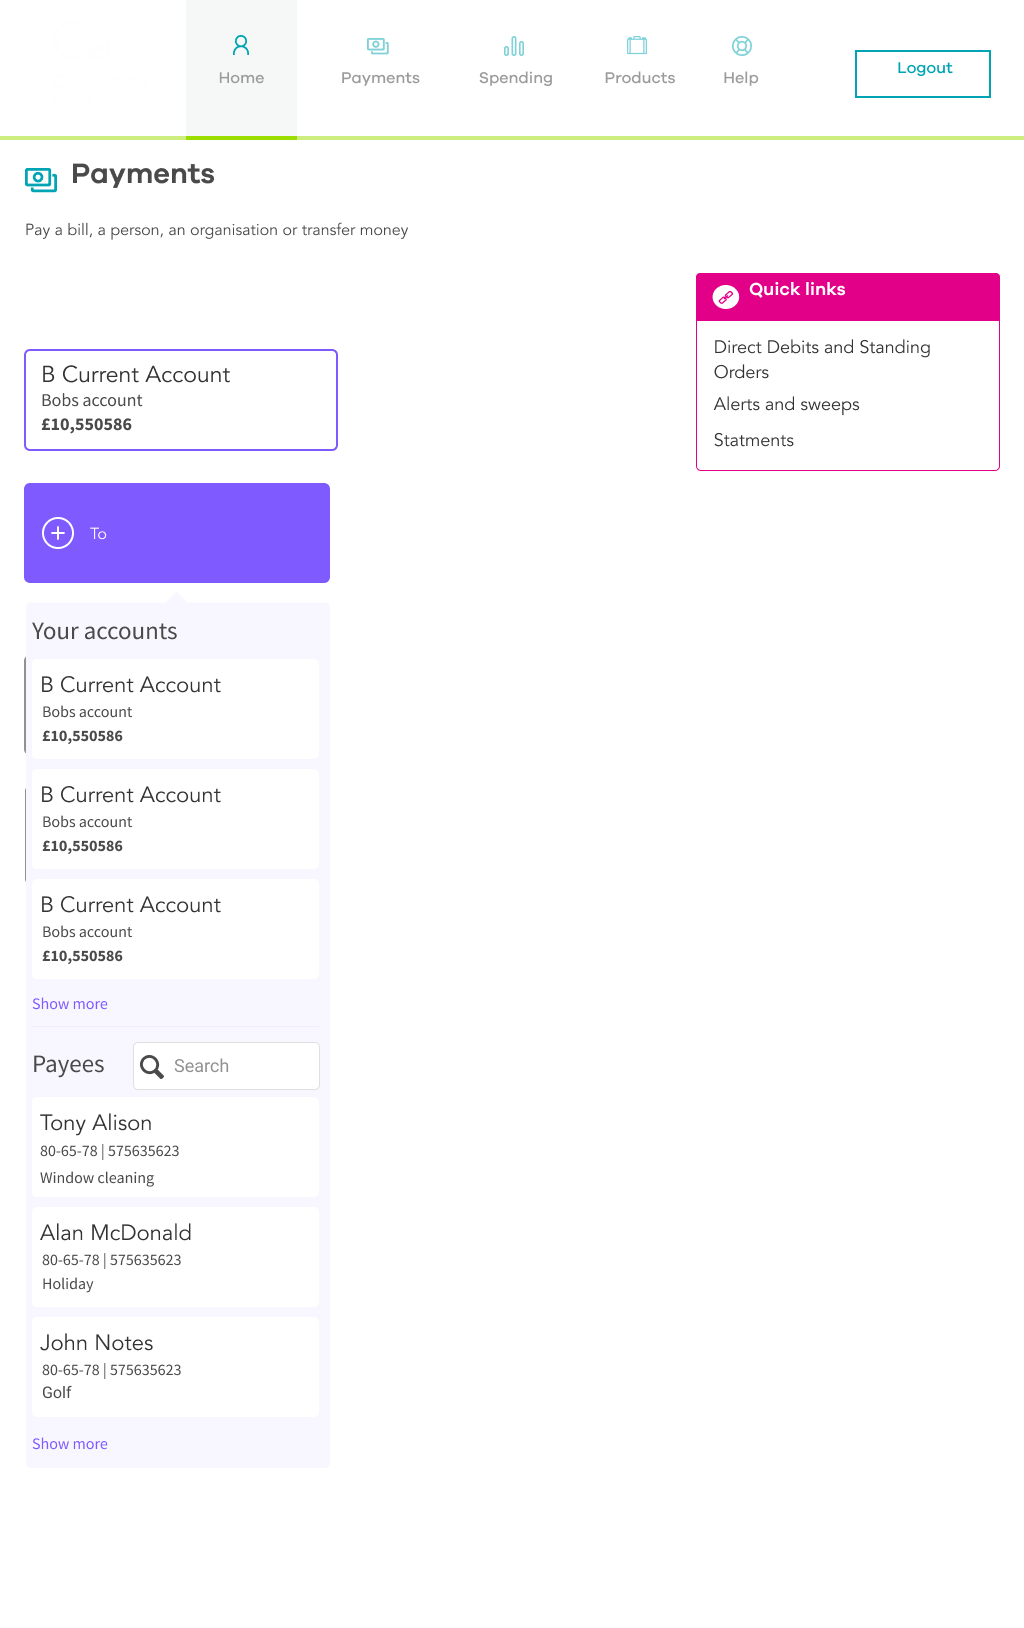 Home
Payments
Spending
Products
Help
Logout
Payments
Pay a bill, a person, an organisation or transfer money
Quick links
Direct Debits and Standing
Orders
Alerts and sweeps
Statments
B Current Account
Bobs account
£10,550586
To
Your accounts
B Current Account
Bobs account
£10,550586
B Current Account
Bobs account
£10,550586
B Current Account
Bobs account
£10,550586
Show more
Payees
Search
Tony Alison
80-65-78 | 575635623
Window cleaning
Alan McDonald
80-65-78 | 575635623
Holiday
John Notes
80-65-78 | 575635623
Golf
Show more